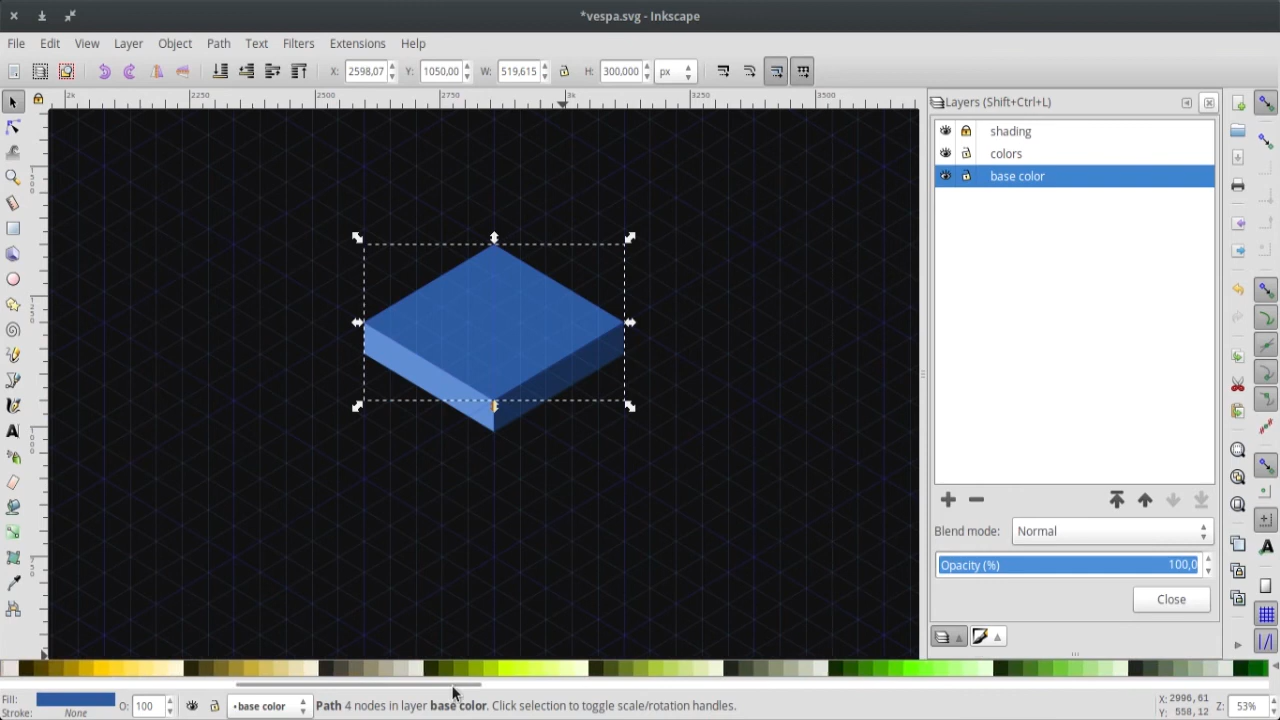 *vespa.svg - Inkscape
File Edit View Layer Object Path Text Filters Extensions Help
X: 2598,07 Y: 1050,00 W: 519,615 H: 300,000 px
2k 2250 2500 2750 3k 3250 3500
Layers (Shift+Ctrl+L)
shading
colors
base color
Blend mode: Normal
Opacity (%) 100,0
Close
Fill: O: 100 •base color Path 4 nodes in layer base color. Click selection to toggle scale/rotation handles. X: 2996,61 Z: 53%
Stroke: None Y: 558,12